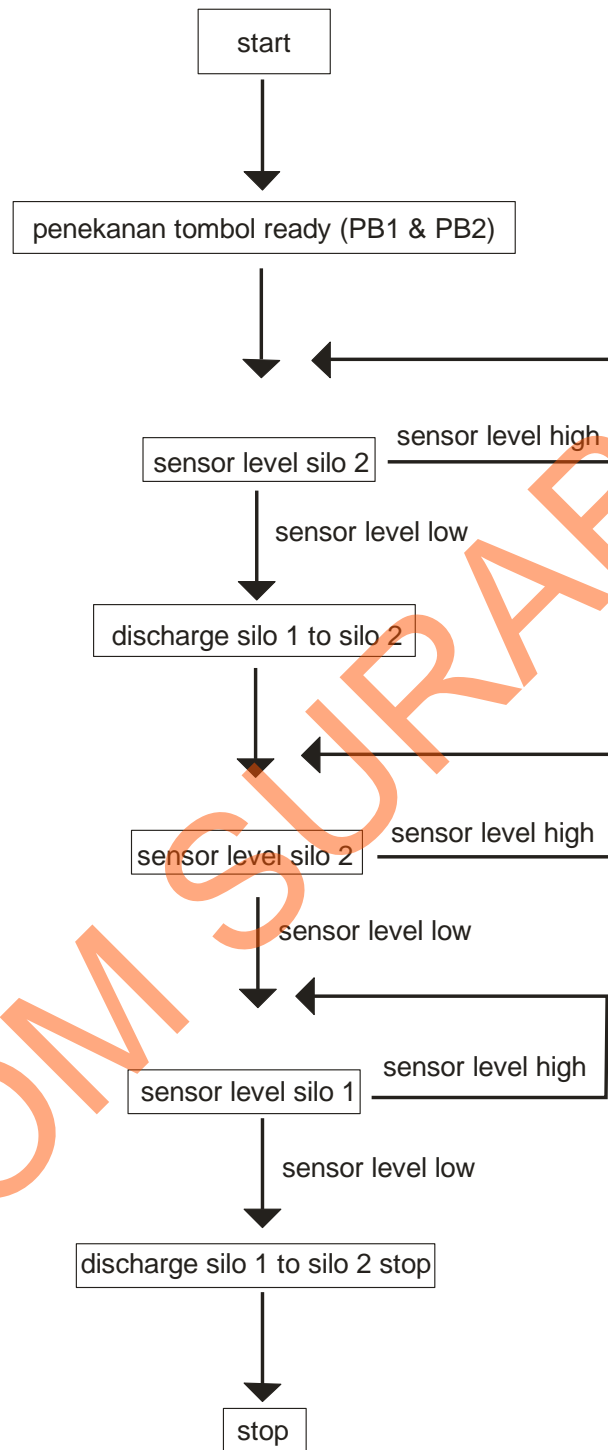 start
penekanan tombol ready (PB1 & PB2)
sensor level high
sensor level silo 2
sensor level low
discharge silo 1 to silo 2
sensor level high
sensor level silo 2
sensor level low
sensor level high
sensor level silo 1
sensor level low
discharge silo 1 to silo 2 stop
stop
OM SURAB